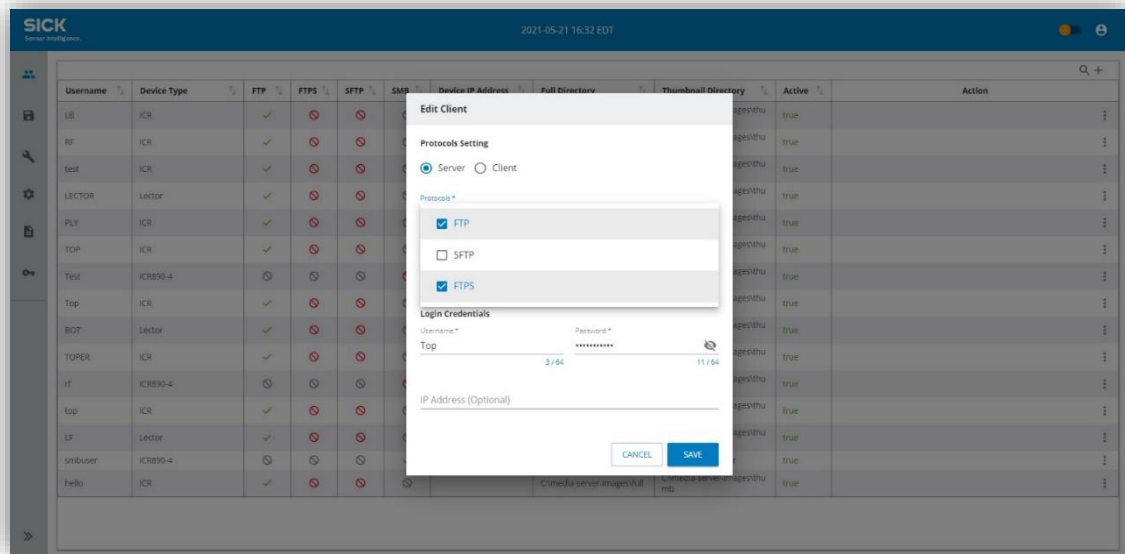 SICK
Sensor Intelligence.
2021-05-21 16:32 EDT
Username Device Type FTP FTPS SFTP SMB Device IP Address Full Directory Thumbnail Directory Active Action
LB ICR true
RF ICR true
test ICR true
LECTOR Lector true
PLY ICR true
TOP ICR true
Test ICR890-4 true
Top ICR true
BOT Lector true
TOPER ICR true
rf ICR890-4 true
top ICR true
LF Lector true
smbuser ICR890-4 true
hello ICR C:\media-server-images\full C:\media-server-images\thumb true
Edit Client
Protocols Setting
Server Client
Protocols *
FTP
SFTP
FTPS
Login Credentials
Username * Password *
Top •••••••••••
3 / 64 11 / 64
IP Address (Optional)
CANCEL SAVE